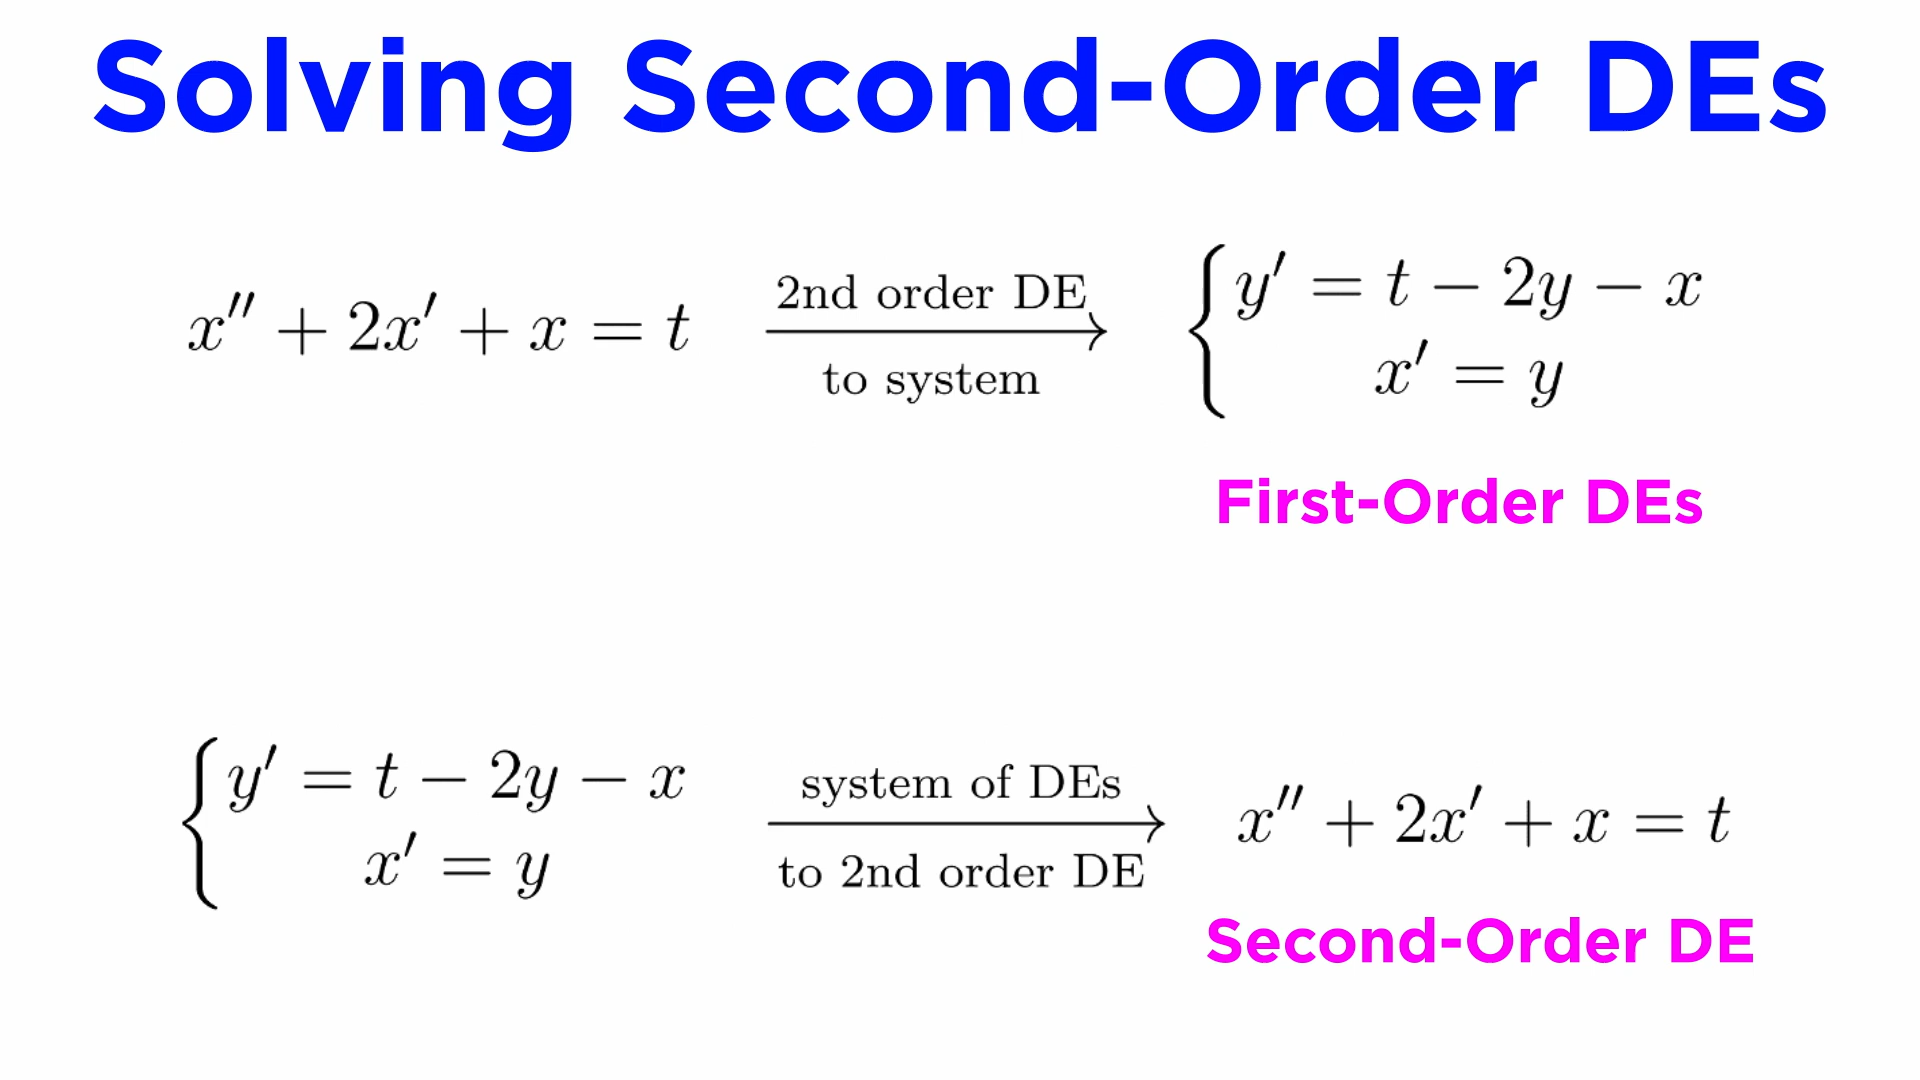 Solving Second-Order DEs
x″ + 2x′ + x = t
2nd order DE
to system
y′ = t − 2y − x
x′ = y
First-Order DEs
y′ = t − 2y − x
x′ = y
system of DEs
to 2nd order DE
x″ + 2x′ + x = t
Second-Order DE